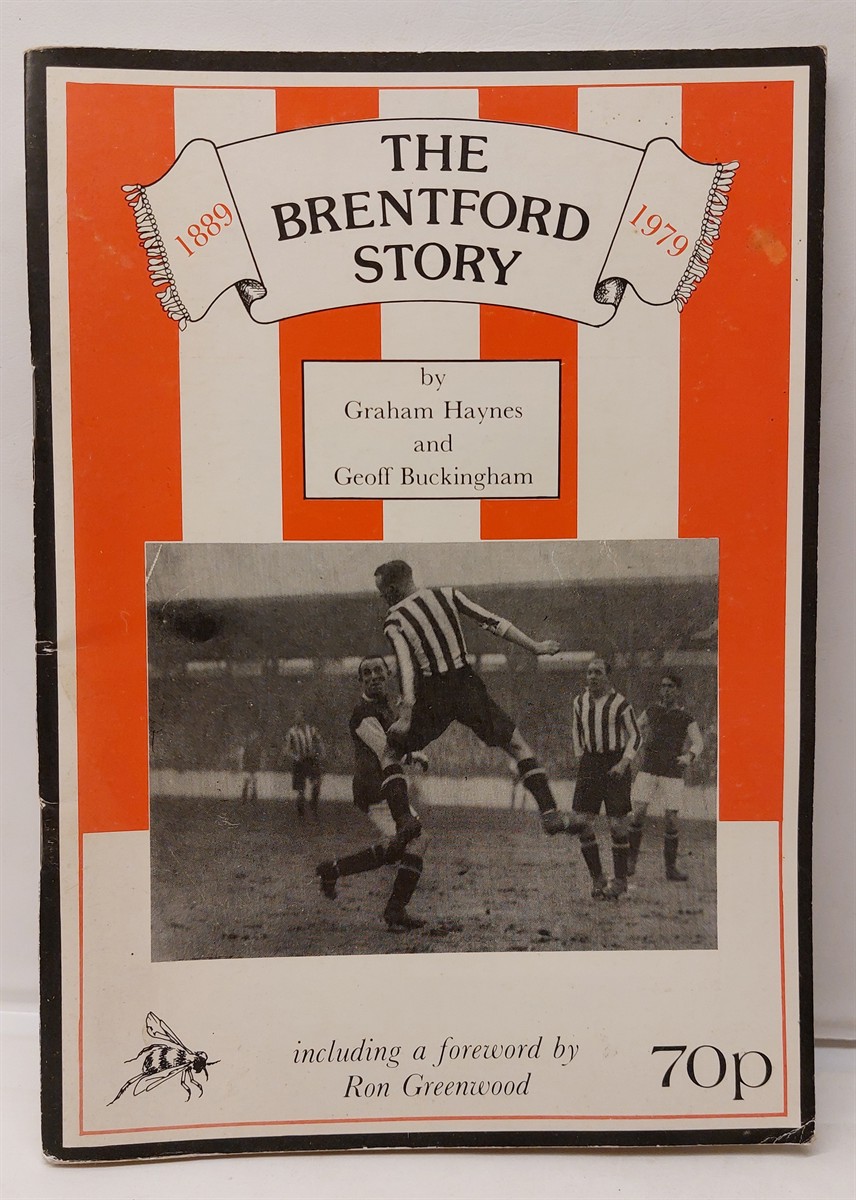 THE
BRENTFORD
STORY
1889
1979
by
Graham Haynes
and
Geoff Buckingham
including a foreword by
Ron Greenwood
70p